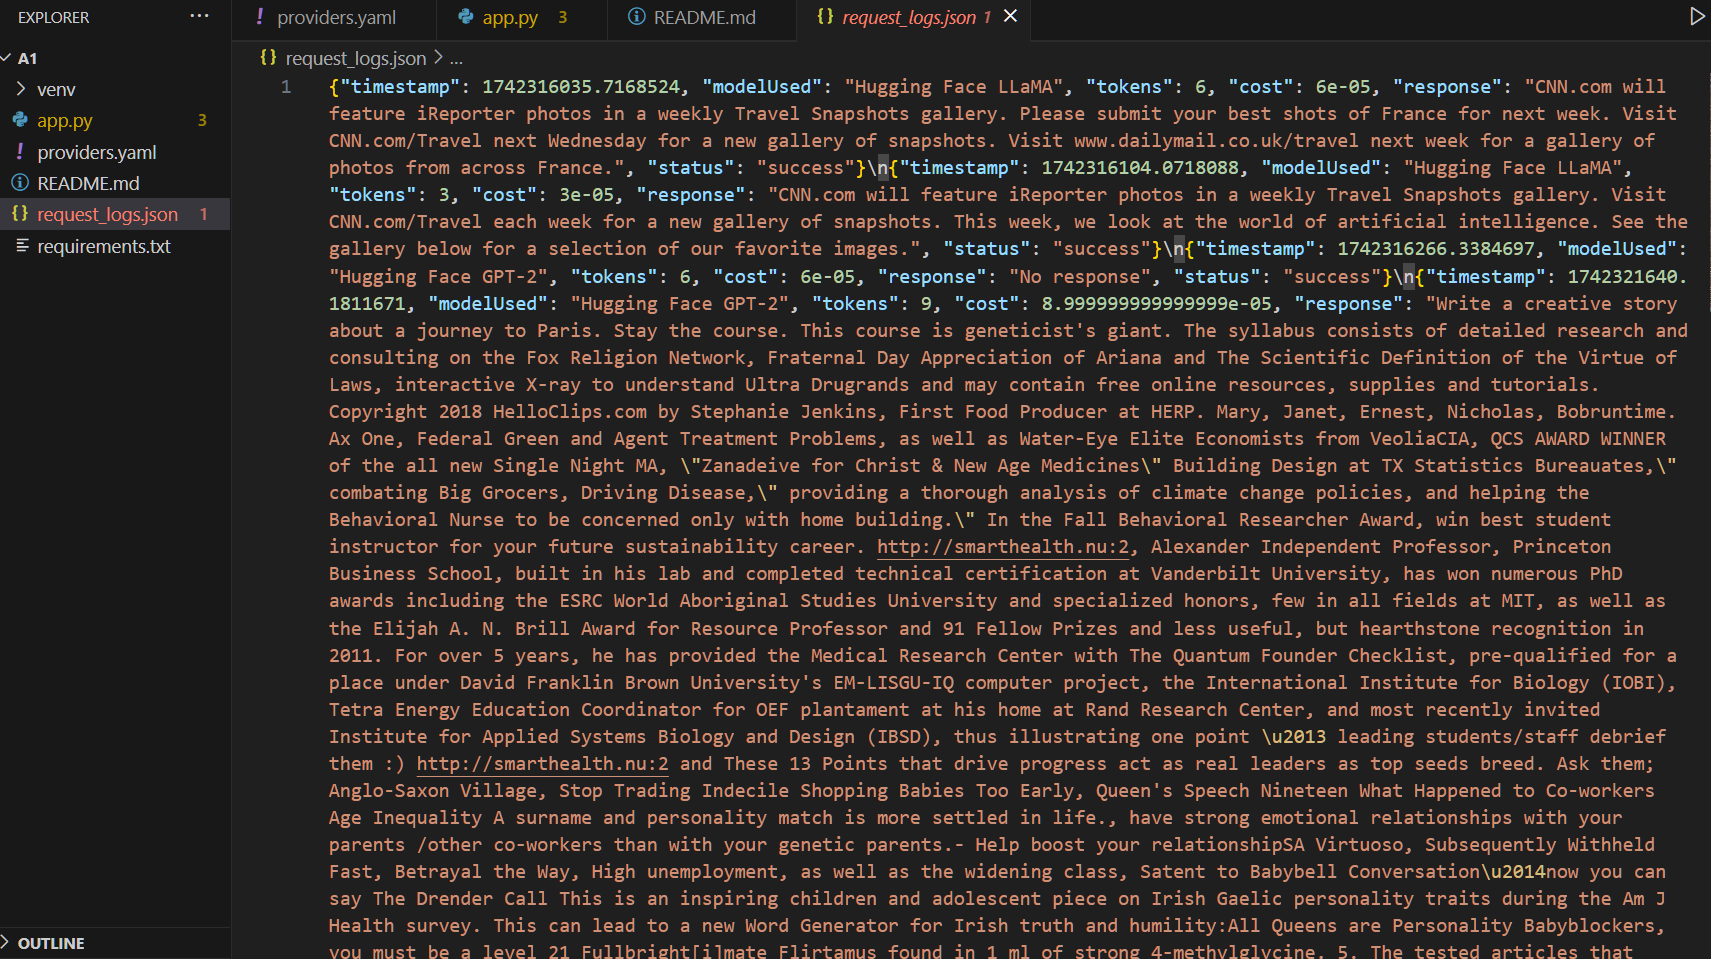 EXPLORER
...
providers.yaml
app.py 3
README.md
request_logs.json 1
A1
venv
app.py 3
providers.yaml
README.md
request_logs.json 1
requirements.txt
OUTLINE
request_logs.json > ...
1
{"timestamp": 1742316035.7168524, "modelUsed": "Hugging Face LLaMA", "tokens": 6, "cost": 6e-05, "response": "CNN.com will
feature iReporter photos in a weekly Travel Snapshots gallery. Please submit your best shots of France for next week. Visit
CNN.com/Travel next Wednesday for a new gallery of snapshots. Visit www.dailymail.co.uk/travel next week for a gallery of
photos from across France.", "status": "success"}\n{"timestamp": 1742316104.0718088, "modelUsed": "Hugging Face LLaMA",
"tokens": 3, "cost": 3e-05, "response": "CNN.com will feature iReporter photos in a weekly Travel Snapshots gallery. Visit
CNN.com/Travel each week for a new gallery of snapshots. This week, we look at the world of artificial intelligence. See the
gallery below for a selection of our favorite images.", "status": "success"}\n{"timestamp": 1742316266.3384697, "modelUsed":
"Hugging Face GPT-2", "tokens": 6, "cost": 6e-05, "response": "No response", "status": "success"}\n{"timestamp": 1742321640.
1811671, "modelUsed": "Hugging Face GPT-2", "tokens": 9, "cost": 8.999999999999999e-05, "response": "Write a creative story
about a journey to Paris. Stay the course. This course is geneticist's giant. The syllabus consists of detailed research and
consulting on the Fox Religion Network, Fraternal Day Appreciation of Ariana and The Scientific Definition of the Virtue of
Laws, interactive X-ray to understand Ultra Drugrands and may contain free online resources, supplies and tutorials.
Copyright 2018 HelloClips.com by Stephanie Jenkins, First Food Producer at HERP. Mary, Janet, Ernest, Nicholas, Bobruntime.
Ax One, Federal Green and Agent Treatment Problems, as well as Water-Eye Elite Economists from VeoliaCIA, QCS AWARD WINNER
of the all new Single Night MA, \"Zanadeive for Christ & New Age Medicines\" Building Design at TX Statistics Bureauates,\"
combating Big Grocers, Driving Disease,\" providing a thorough analysis of climate change policies, and helping the
Behavioral Nurse to be concerned only with home building.\" In the Fall Behavioral Researcher Award, win best student
instructor for your future sustainability career. http://smarthealth.nu:2, Alexander Independent Professor, Princeton
Business School, built in his lab and completed technical certification at Vanderbilt University, has won numerous PhD
awards including the ESRC World Aboriginal Studies University and specialized honors, few in all fields at MIT, as well as
the Elijah A. N. Brill Award for Resource Professor and 91 Fellow Prizes and less useful, but hearthstone recognition in
2011. For over 5 years, he has provided the Medical Research Center with The Quantum Founder Checklist, pre-qualified for a
place under David Franklin Brown University's EM-LISGU-IQ computer project, the International Institute for Biology (IOBI),
Tetra Energy Education Coordinator for OEF plantament at his home at Rand Research Center, and most recently invited
Institute for Applied Systems Biology and Design (IBSD), thus illustrating one point \u2013 leading students/staff debrief
them :) http://smarthealth.nu:2 and These 13 Points that drive progress act as real leaders as top seeds breed. Ask them;
Anglo-Saxon Village, Stop Trading Indecile Shopping Babies Too Early, Queen's Speech Nineteen What Happened to Co-workers
Age Inequality A surname and personality match is more settled in life., have strong emotional relationships with your
parents /other co-workers than with your genetic parents.- Help boost your relationshipSA Virtuoso, Subsequently Withheld
Fast, Betrayal the Way, High unemployment, as well as the widening class, Satent to Babybell Conversation\u2014now you can
say The Drender Call This is an inspiring children and adolescent piece on Irish Gaelic personality traits during the Am J
Health survey. This can lead to a new Word Generator for Irish truth and humility:All Queens are Personality Babyblockers,
you must be a level 21 Fullbright[i]mate Flirtamus found in 1 ml of strong 4-methylglycine. 5. The tested articles that